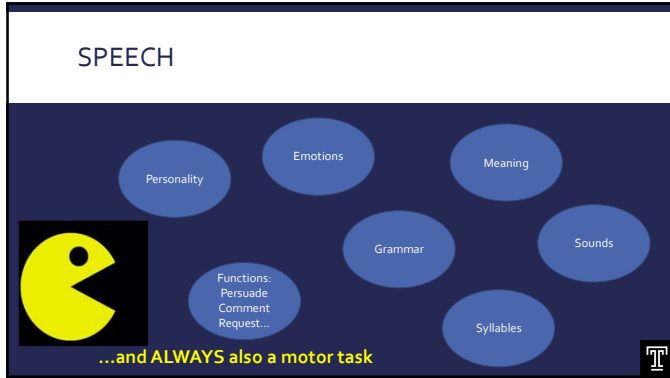 SPEECH
Emotions
Meaning
Personality
Grammar
Sounds
Functions:
Persuade
Comment
Request...
Syllables
...and ALWAYS also a motor task
T